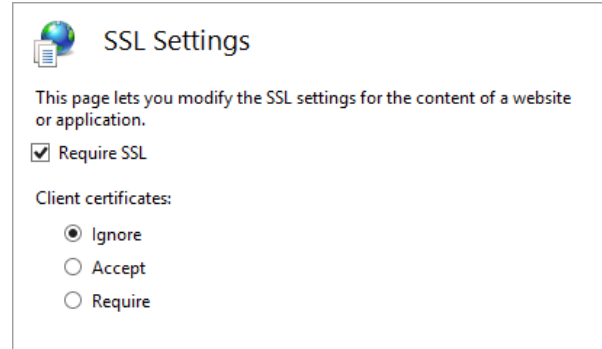 SSL Settings
This page lets you modify the SSL settings for the content of a website
or application.
Require SSL
Client certificates:
Ignore
Accept
Require